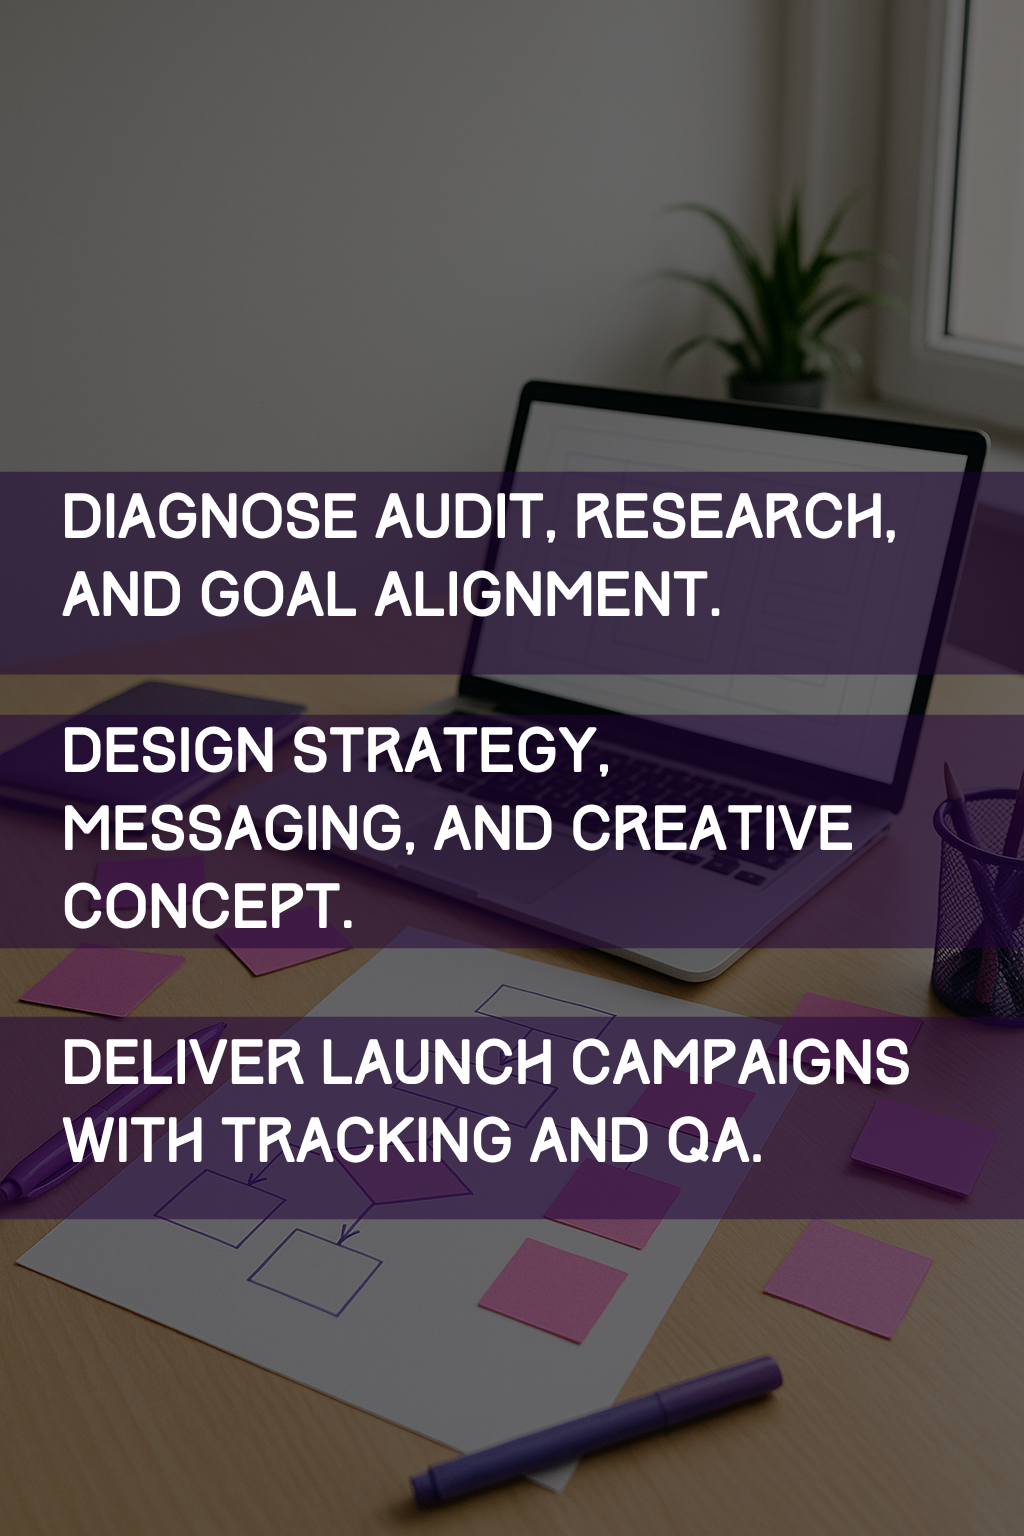 DIAGNOSE AUDIT, RESEARCH,
AND GOAL ALIGNMENT.
DESIGN STRATEGY,
MESSAGING, AND CREATIVE
CONCEPT.
DELIVER LAUNCH CAMPAIGNS
WITH TRACKING AND QA.